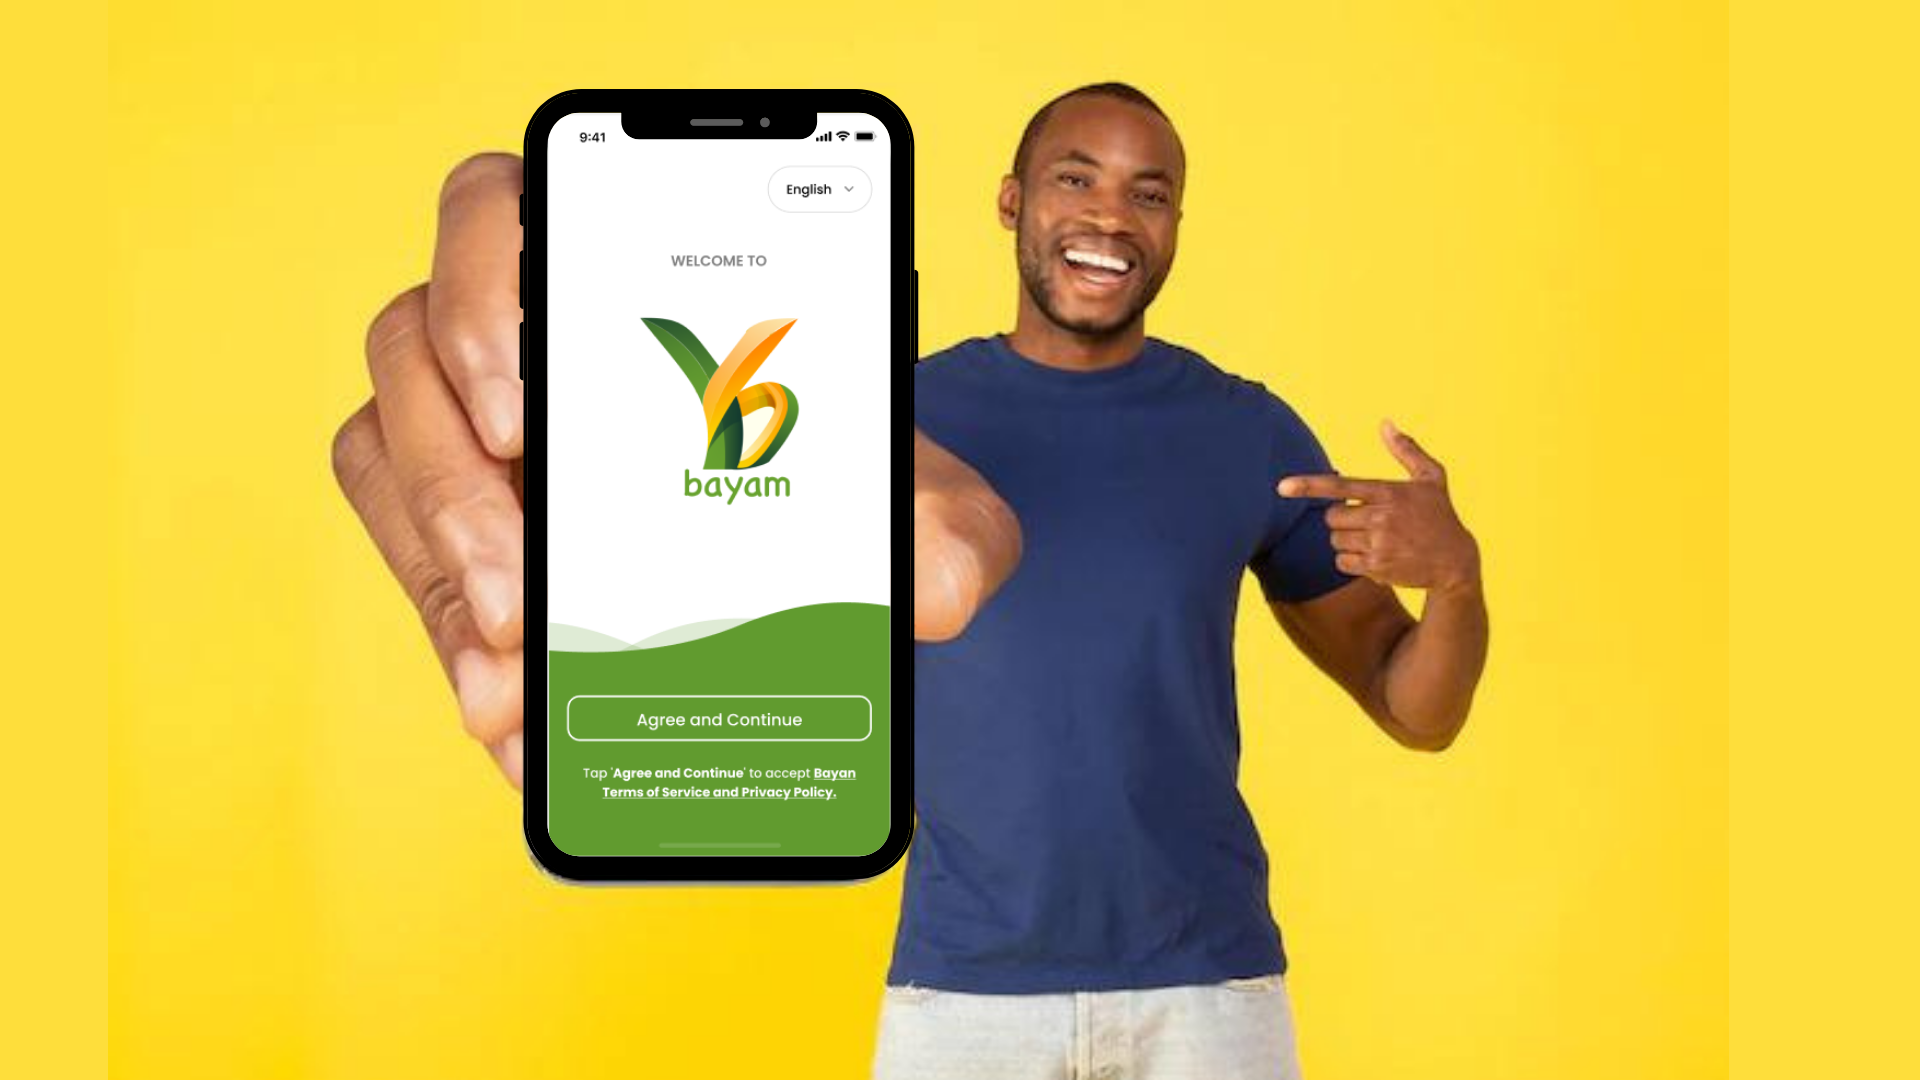 9:41
English
WELCOME TO
bayam
Agree and Continue
Tap 'Agree and Continue' to accept Bayan
Terms of Service and Privacy Policy.